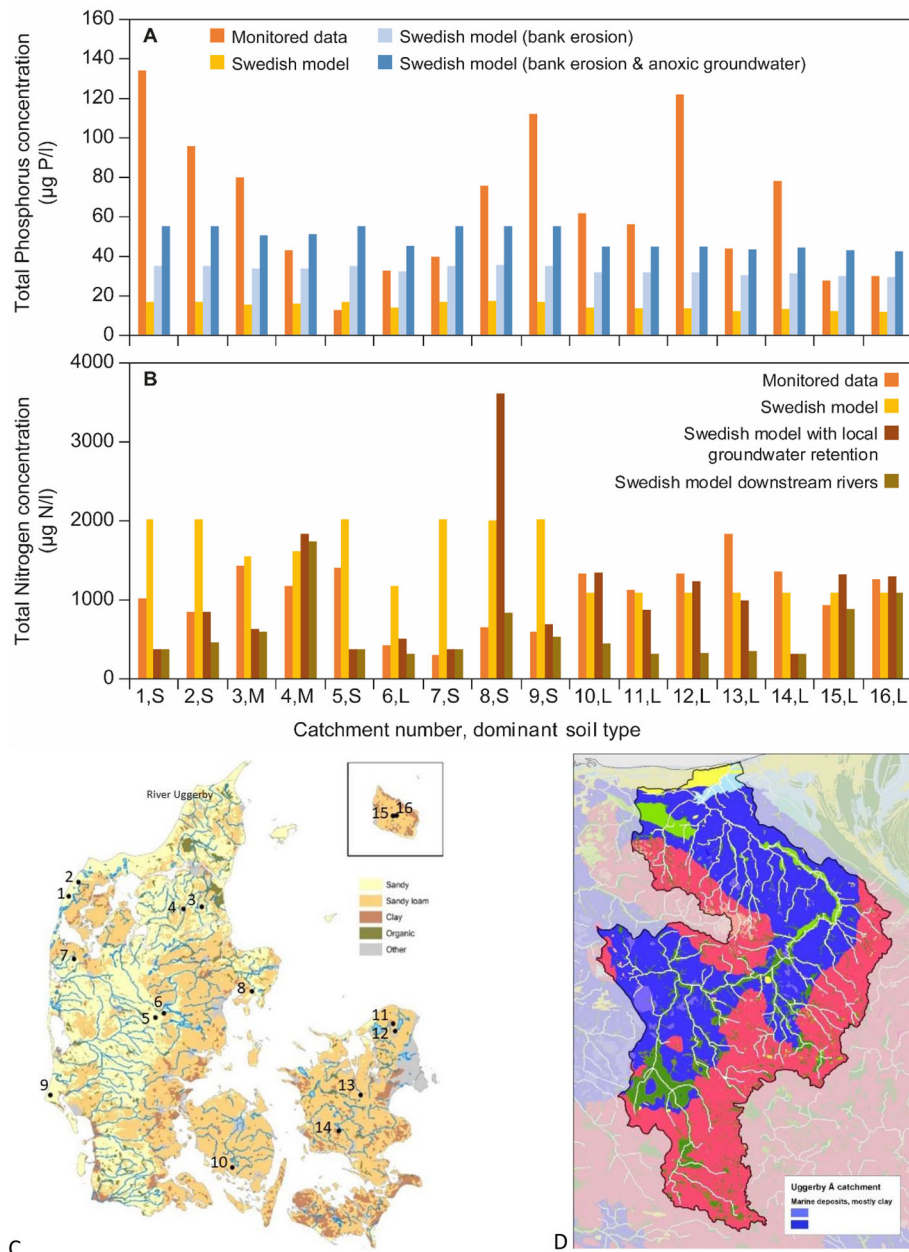 160
140
120
100
80
60
40
20
0
Total Phosphorus concentration
(µg P/l)
A
Monitored data
Swedish model
Swedish model (bank erosion)
Swedish model (bank erosion & anoxic groundwater)
4000
3000
2000
1000
0
Total Nitrogen concentration
(µg N/l)
B
Monitored data
Swedish model
Swedish model with local
groundwater retention
Swedish model downstream rivers
1,S 2,S 3,M 4,M 5,S 6,L 7,S 8,S 9,S 10,L 11,L 12,L 13,L 14,L 15,L 16,L
Catchment number, dominant soil type
River Uggerby
15 16
2
1
4 3
7
6
5
8
9
11
12
13
14
10
Sandy
Sandy loam
Clay
Organic
Other
C
Uggerby Å catchment
Marine deposits, mostly clay
D